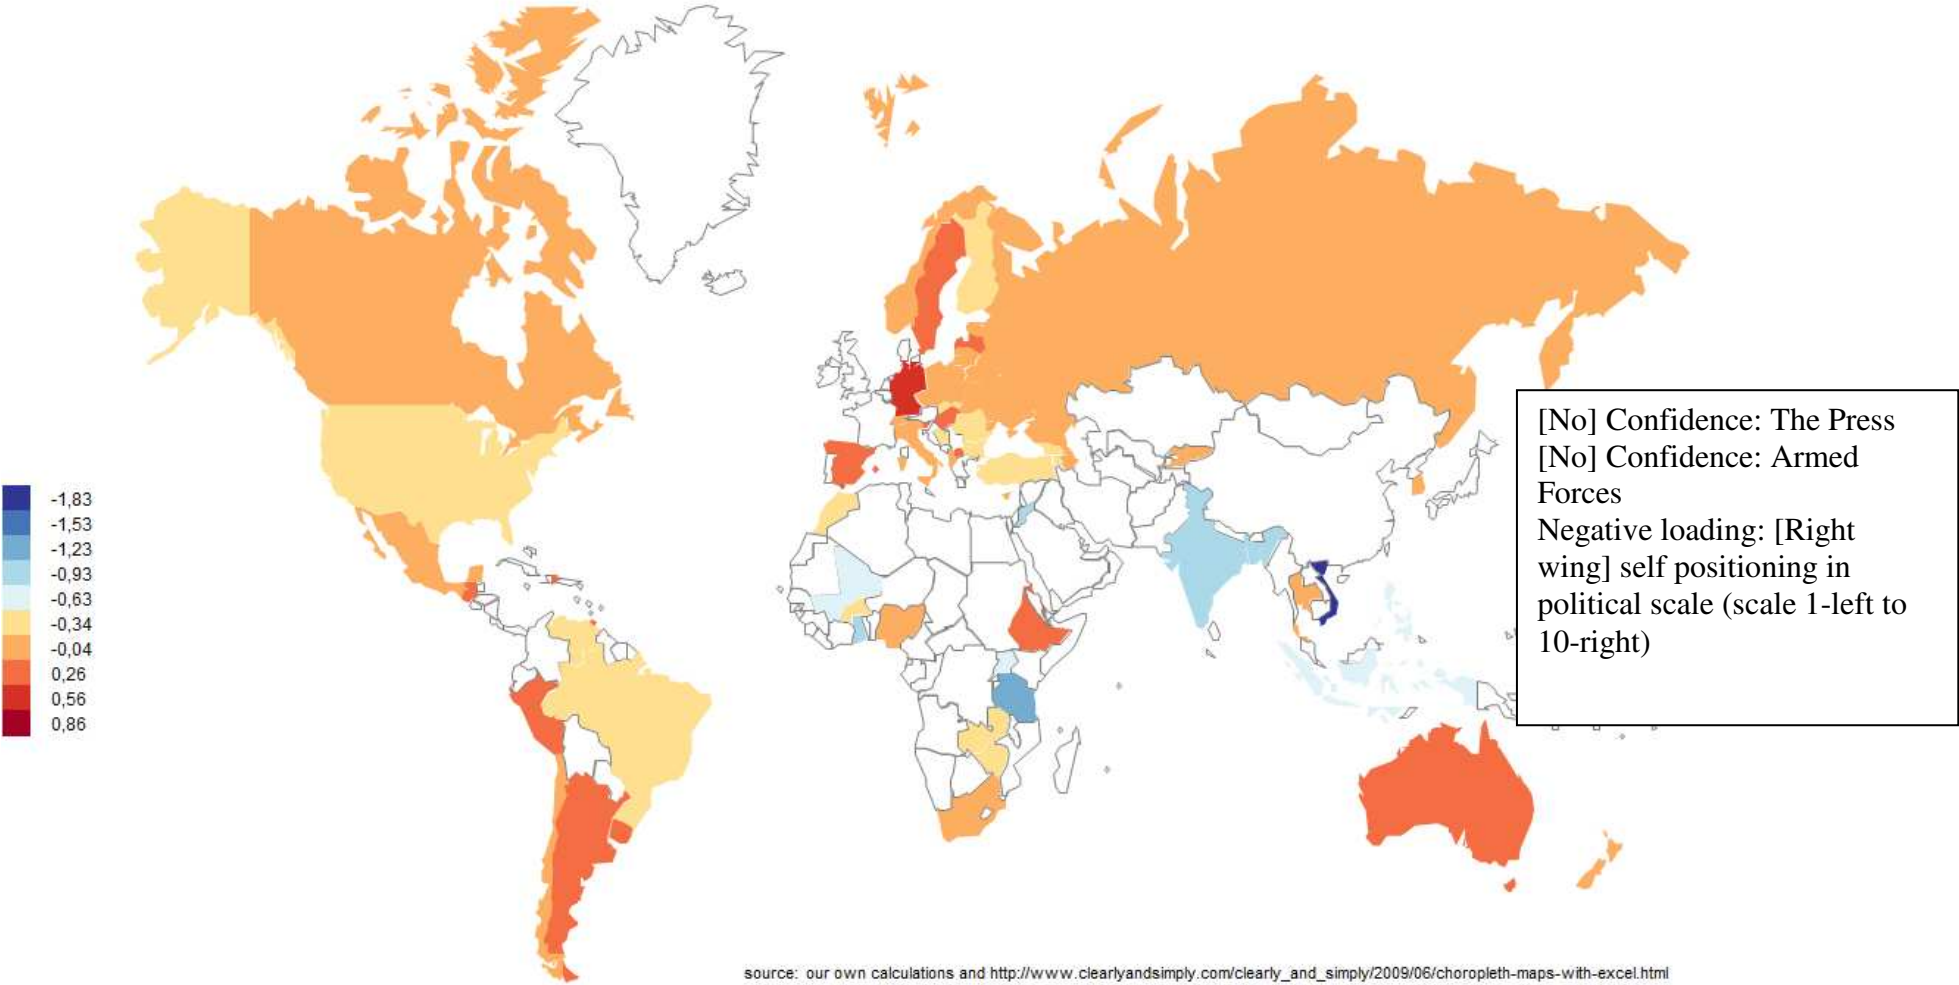 -1,83
-1,53
-1,23
-0,93
-0,63
-0,34
-0,04
0,26
0,56
0,86
[No] Confidence: The Press
[No] Confidence: Armed
Forces
Negative loading: [Right
wing] self positioning in
political scale (scale 1-left to
10-right)
source: our own calculations and http://www.clearlyandsimply.com/clearly_and_simply/2009/06/choropleth-maps-with-excel.html